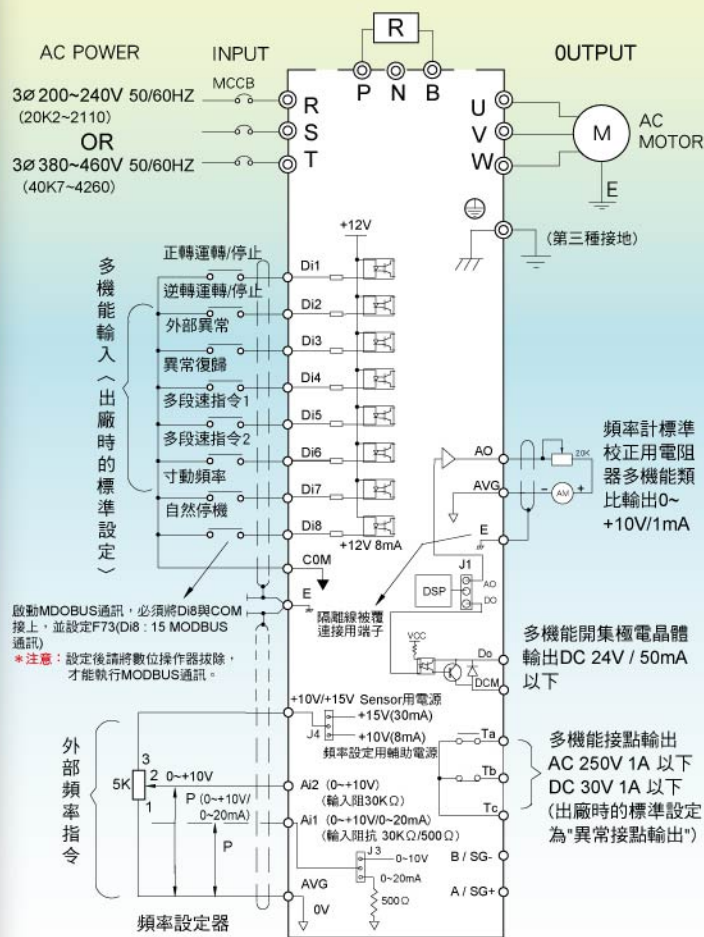 R
AC POWER
INPUT
0UTPUT
MCCB
P N B
3ø 200~240V 50/60HZ
(20K2~2110)
OR
3ø 380~460V 50/60HZ
(40K7~4260)
R
S
T
U
V
W
M
AC
MOTOR
E
(第三種接地)
+12V
多機能輸入〈出廠時的標準設定〉
正轉運轉/停止
Di1
逆轉運轉/停止
Di2
外部異常
Di3
異常復歸
Di4
多段速指令1
Di5
多段速指令2
Di6
寸動頻率
Di7
自然停機
Di8
+12V 8mA
C0M
E
啟動MDOBUS通訊，必須將Di8與COM
接上，並設定F73(Di8 : 15 MODBUS
通訊)
*注意：設定後請將數位操作器拔除，
才能執行MODBUS通訊。
隔離線被覆
連接用端子
AO
20K
AVG
- AM +
E
頻率計標準
校正用電阻
器多機能類
比輸出0~
+10V/1mA
J1
DSP
AO
DO
VCC
Do
DCM
多機能開集極電晶體
輸出DC 24V / 50mA
以下
+10V/+15V Sensor用電源
+15V(30mA)
J4
+10V(8mA)
頻率設定用輔助電源
外部頻率指令
3
5K
2 0~+10V
1
P (0~+10V/
0~20mA)
P
Ai2 (0~+10V)
(輸入阻30KΩ)
Ai1 (0~+10V/0~20mA)
(輸入阻抗 30KΩ/500Ω)
J3
0~10V
0~20mA
500Ω
AVG
0V
頻率設定器
Ta
Tb
Tc
多機能接點輸出
AC 250V 1A 以下
DC 30V 1A 以下
(出廠時的標準設定
為"異常接點輸出")
B / SG-
A / SG+